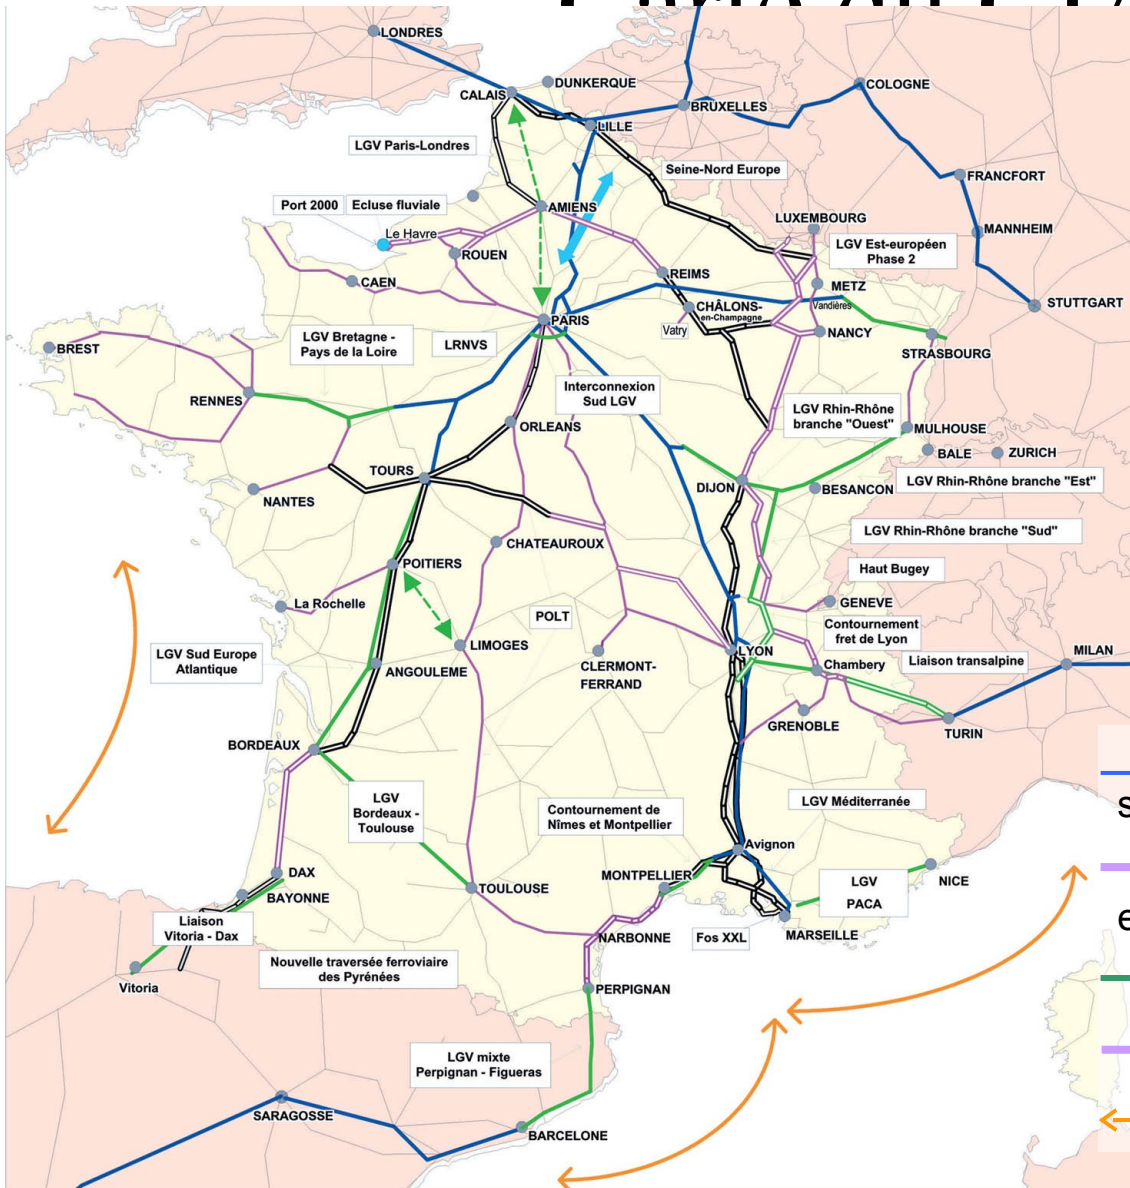 LONDRES
DUNKERQUE
CALAIS
COLOGNE
BRUXELLES
LILLE
LGV Paris-Londres
Seine-Nord Europe
FRANCFORT
Port 2000
Ecluse fluviale
AMIENS
LUXEMBOURG
MANNHEIM
Le Havre
LGV Est-européen
Phase 2
ROUEN
REIMS
CAEN
METZ
STUTTGART
CHÂLONS-
en-Champagne
Vandières
PARIS
Vatry
NANCY
BREST
LGV Bretagne -
Pays de la Loire
LRNVS
STRASBOURG
Interconnexion
Sud LGV
RENNES
LGV Rhin-Rhône
branche "Ouest"
ORLEANS
MULHOUSE
BALE
ZURICH
TOURS
DIJON
BESANCON
LGV Rhin-Rhône branche "Est"
NANTES
LGV Rhin-Rhône branche "Sud"
CHATEAUROUX
POITIERS
Haut Bugey
La Rochelle
GENEVE
POLT
Contournement
fret de Lyon
LIMOGES
LYON
MILAN
LGV Sud Europe
Atlantique
ANGOULEME
CLERMONT-
FERRAND
Chambery
Liaison transalpine
GRENOBLE
TURIN
BORDEAUX
LGV
Bordeaux -
Toulouse
Contournement de
Nîmes et Montpellier
LGV Méditerranée
s
Avignon
DAX
MONTPELLIER
TOULOUSE
NICE
LGV
PACA
BAYONNE
e
Liaison
Vitoria - Dax
NARBONNE
Fos XXL
MARSEILLE
Nouvelle traversée ferroviaire
des Pyrénées
Vitoria
PERPIGNAN
LGV mixte
Perpignan - Figueras
SARAGOSSE
BARCELONE